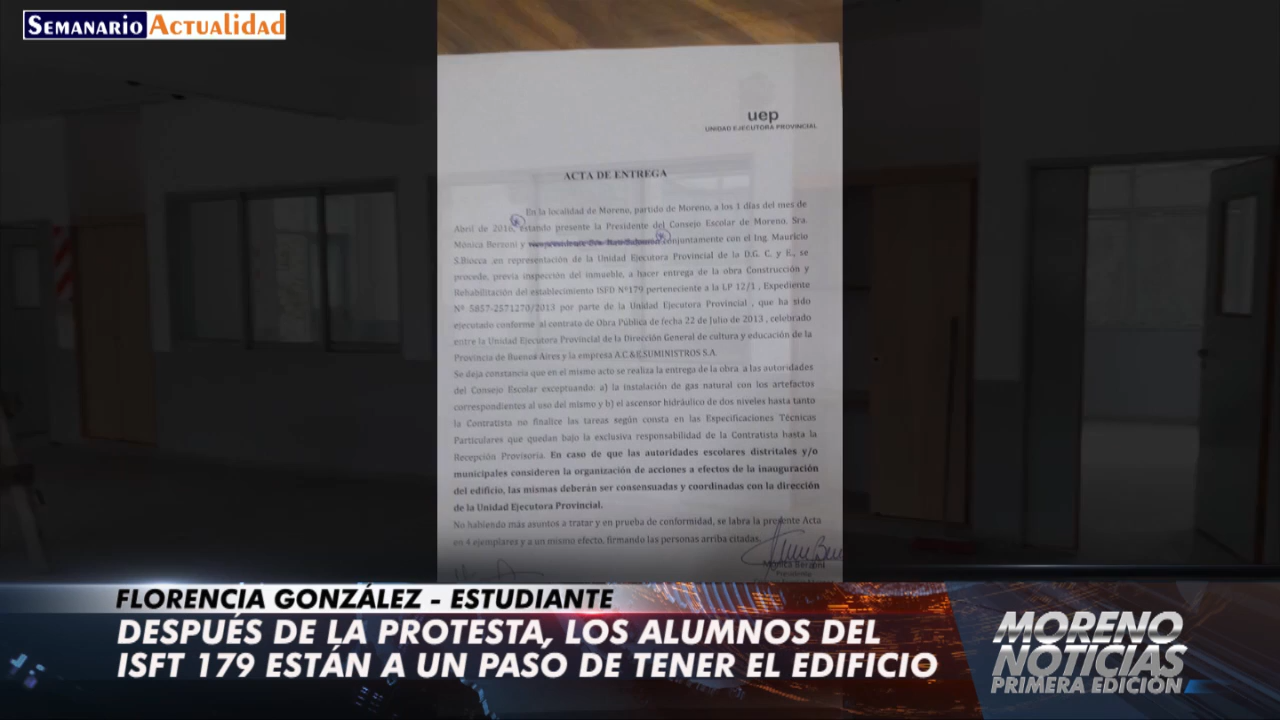 SEMANARIO ACTUALIDAD
uep
UNIDAD EJECUTORA PROVINCIAL
ACTA DE ENTREGA
En la localidad de Moreno, partido de Moreno, a los 1 días del mes de
Abril de 2016, estando presente la Presidente del Consejo Escolar de Moreno, Sra.
Mónica Berzoni y conjuntamente con el Ing. Mauricio
S.Biocca en representación de la Unidad Ejecutora Provincial de la D.G. C. y E., se
procede, previa inspección del inmueble, a hacer entrega de la obra Construcción y
Rehabilitación del establecimiento ISFD Nº179 perteneciente a la LP 12/1 , Expediente
Nº 5857-2571270/2013 por parte de la Unidad Ejecutora Provincial , que ha sido
ejecutado conforme al contrato de Obra Pública de fecha 22 de Julio de 2013 , celebrado
entre la Unidad Ejecutora Provincial de la Dirección General de cultura y educación de la
Provincia de Buenos Aires y la empresa A.C.&E.SUMINISTROS S.A.
Se deja constancia que en el mismo acto se realiza la entrega de la obra a las autoridades
del Consejo Escolar exceptuando: a) la instalación de gas natural con los artefactos
correspondientes al uso del mismo y b) el ascensor hidráulico de dos niveles hasta tanto
la Contratista no finalice las tareas según consta en las Especificaciones Técnicas
Particulares que quedan bajo la exclusiva responsabilidad de la Contratista hasta la
Recepción Provisoria. En caso de que las autoridades escolares distritales y/o
municipales consideren la organización de acciones a efectos de la inauguración
del edificio, las mismas deberán ser consensuadas y coordinadas con la dirección
de la Unidad Ejecutora Provincial.
No habiendo más asuntos a tratar y en prueba de conformidad, se labra la presente Acta
en 4 ejemplares y a un mismo efecto, firmando las personas arriba citadas.
Mónica Berzoni
Presidente
FLORENCIA GONZÁLEZ - ESTUDIANTE
DESPUÉS DE LA PROTESTA, LOS ALUMNOS DEL
ISFT 179 ESTÁN A UN PASO DE TENER EL EDIFICIO
MORENO
NOTICIAS
PRIMERA EDICIÓN